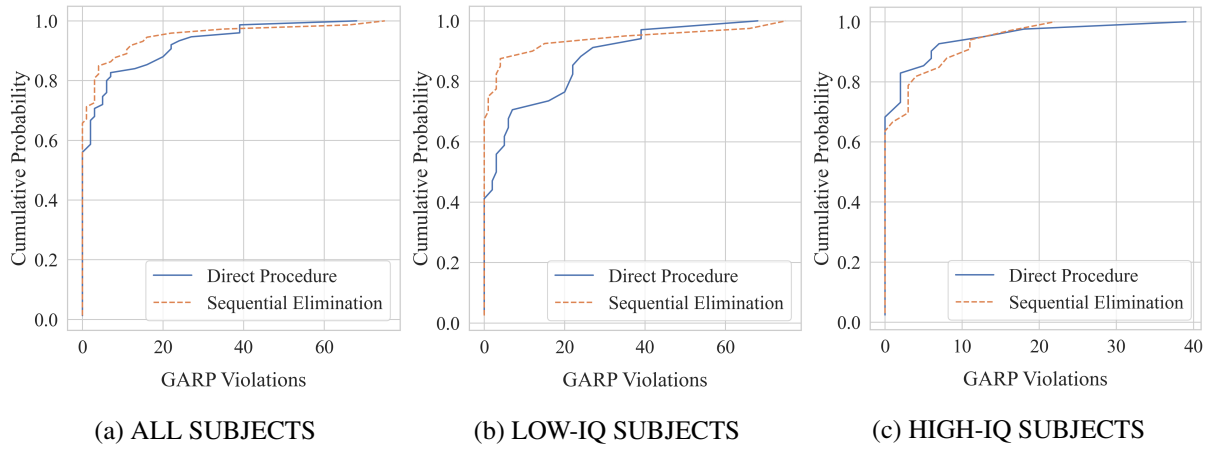 Cumulative Probability
1.0
0.8
0.6
0.4
0.2
0.0
Direct Procedure
Sequential Elimination
0
20
40
60
GARP Violations
(a) ALL SUBJECTS
Cumulative Probability
1.0
0.8
0.6
0.4
0.2
0.0
Direct Procedure
Sequential Elimination
0
20
40
60
GARP Violations
(b) LOW-IQ SUBJECTS
Cumulative Probability
1.0
0.8
0.6
0.4
0.2
0.0
Direct Procedure
Sequential Elimination
0
10
20
30
40
GARP Violations
(c) HIGH-IQ SUBJECTS